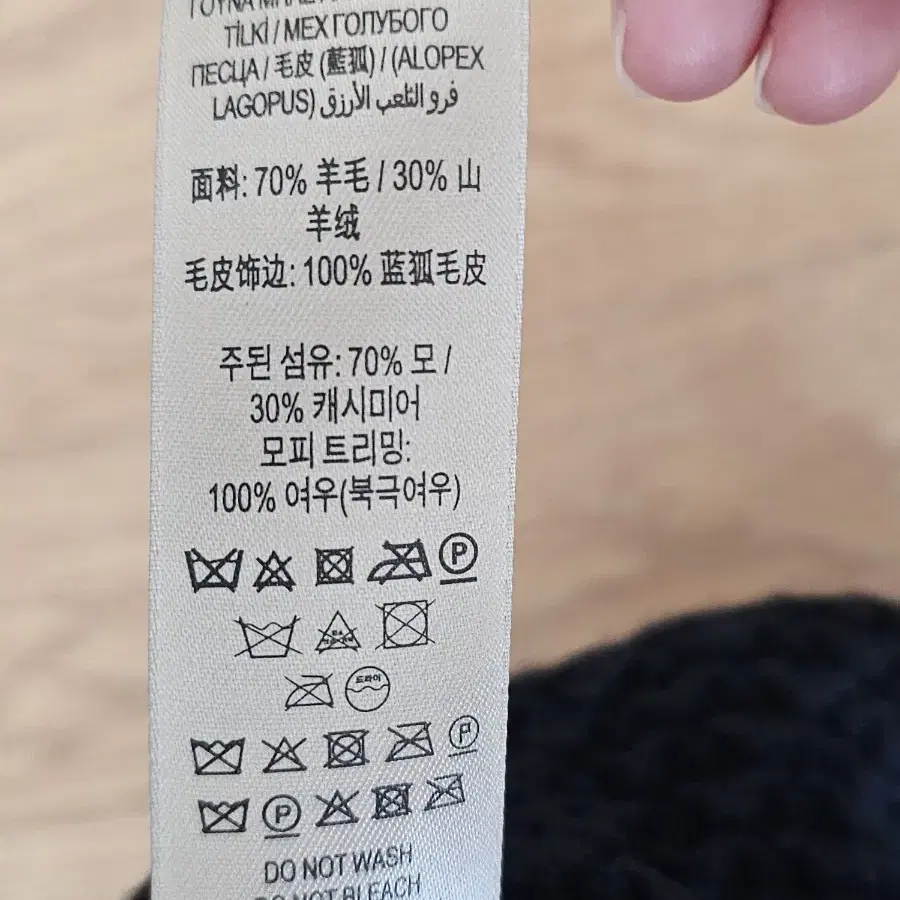 TİLKİ / МЕХ ГОЛУБОГО
ПЕСЦА / 毛皮 (藍狐) / (ALOPEX
LAGOPUS) فرو الثعلب الأزرق
面料: 70% 羊毛 / 30% 山
羊绒
毛皮饰边: 100% 蓝狐毛皮
주된 섬유: 70% 모 /
30% 캐시미어
모피 트리밍:
100% 여우(북극여우)
P
드라이
P
P
DO NOT WASH
DO NOT BLEACH